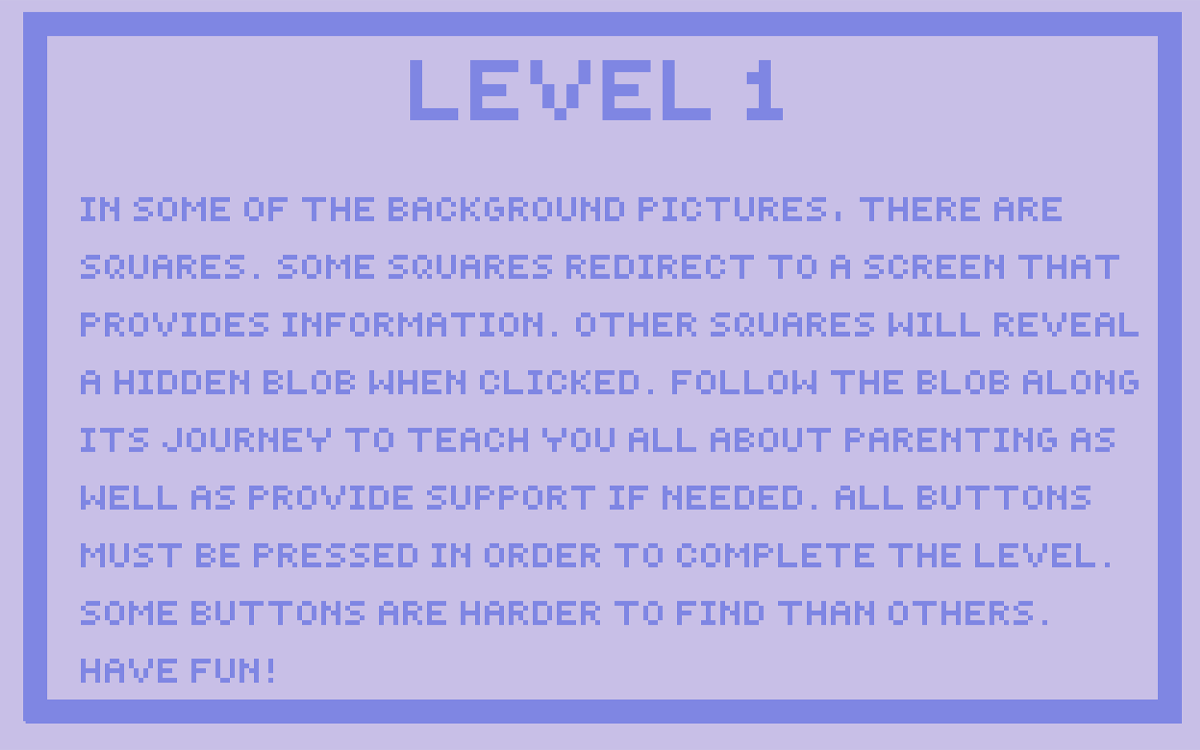 LEVEL 1
IN SOME OF THE BACKGROUND PICTURES, THERE ARE
SQUARES. SOME SQUARES REDIRECT TO A SCREEN THAT
PROVIDES INFORMATION. OTHER SQUARES WILL REVEAL
A HIDDEN BLOB WHEN CLICKED. FOLLOW THE BLOB ALONG
ITS JOURNEY TO TEACH YOU ALL ABOUT PARENTING AS
WELL AS PROVIDE SUPPORT IF NEEDED. ALL BUTTONS
MUST BE PRESSED IN ORDER TO COMPLETE THE LEVEL.
SOME BUTTONS ARE HARDER TO FIND THAN OTHERS.
HAVE FUN!